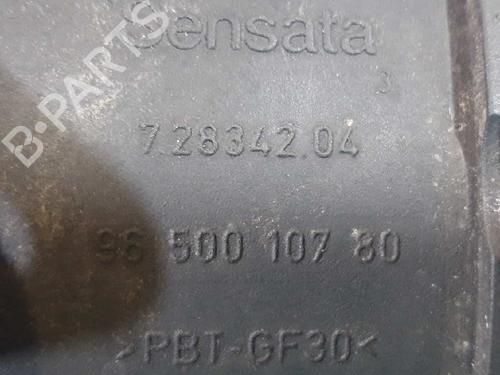 Sensata
3
7.28342.04
96 500 107 80
>PBT-GF30<
B-PARTS